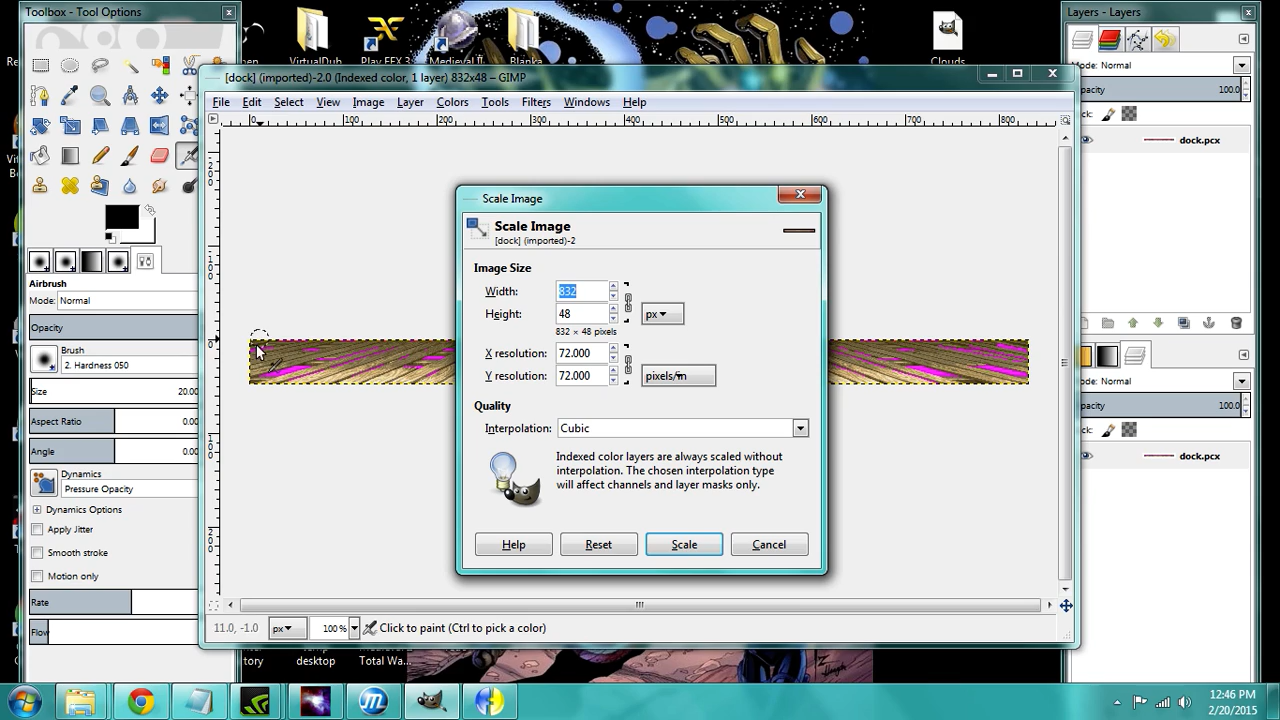 Toolbox - Tool Options
VirtualDub
Play FF7
Medieval II
Blanka
Clouds
Layers - Layers
Mode: Normal
Opacity 100.0
dock.pcx
[dock] (imported)-2.0 (Indexed color, 1 layer) 832x48 – GIMP
File Edit Select View Image Layer Colors Tools Filters Windows Help
0 100 200 300 400 500 600 700 800
Scale Image
Scale Image
[dock] (imported)-2
Image Size
Width: 832
Height: 48
px
832 × 48 pixels
X resolution: 72.000
Y resolution: 72.000
pixels/in
Quality
Interpolation: Cubic
Indexed color layers are always scaled without
interpolation. The chosen interpolation type
will affect channels and layer masks only.
Help Reset Scale Cancel
Airbrush
Mode: Normal
Opacity
Brush
2. Hardness 050
Size 20.00
Aspect Ratio 0.00
Angle 0.00
Dynamics
Pressure Opacity
Dynamics Options
Apply Jitter
Smooth stroke
Motion only
Rate
Flow
Mode: Normal
100.0
dock.pcx
11.0, -1.0 px 100 % Click to paint (Ctrl to pick a color)
desktop
Total Wa...
12:46 PM
2/20/2015